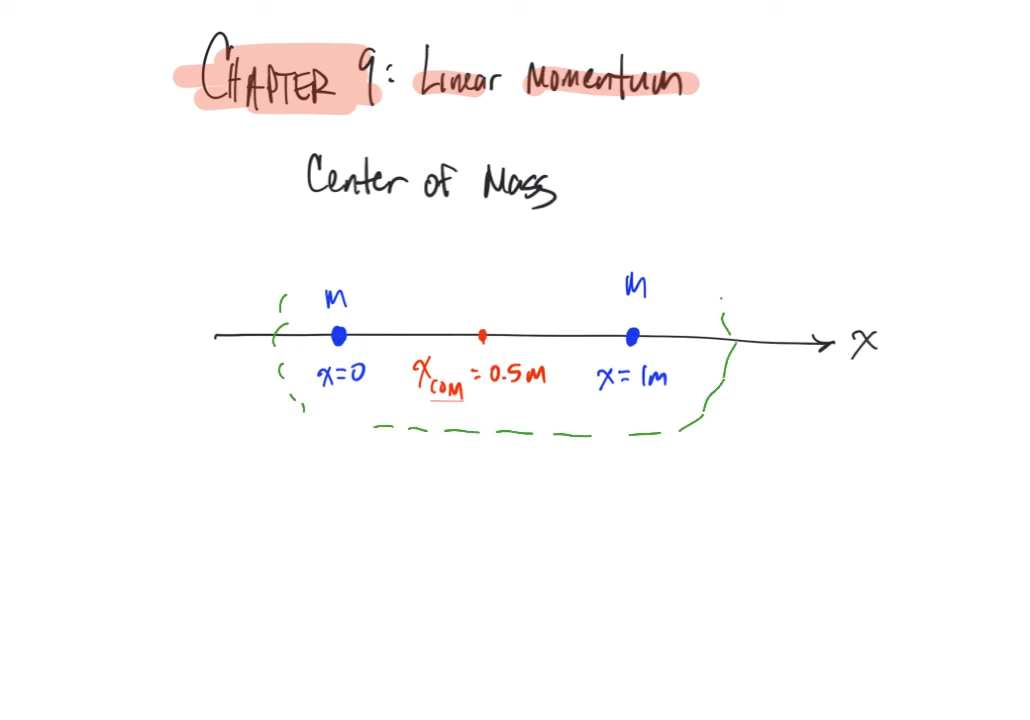 CHAPTER 9: Linear Momentum
Center of Mass
m m
x
x=0 x_COM = 0.5m x= 1m